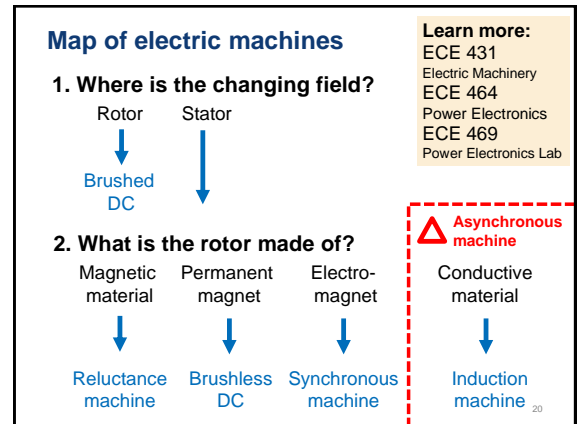 Map of electric machines
Learn more:
ECE 431
Electric Machinery
ECE 464
Power Electronics
ECE 469
Power Electronics Lab
1. Where is the changing field?
Rotor
Stator
Brushed
DC
Asynchronous
machine
2. What is the rotor made of?
Magnetic
material
Permanent
magnet
Electro-
magnet
Conductive
material
Reluctance
machine
Brushless
DC
Synchronous
machine
Induction
machine
20